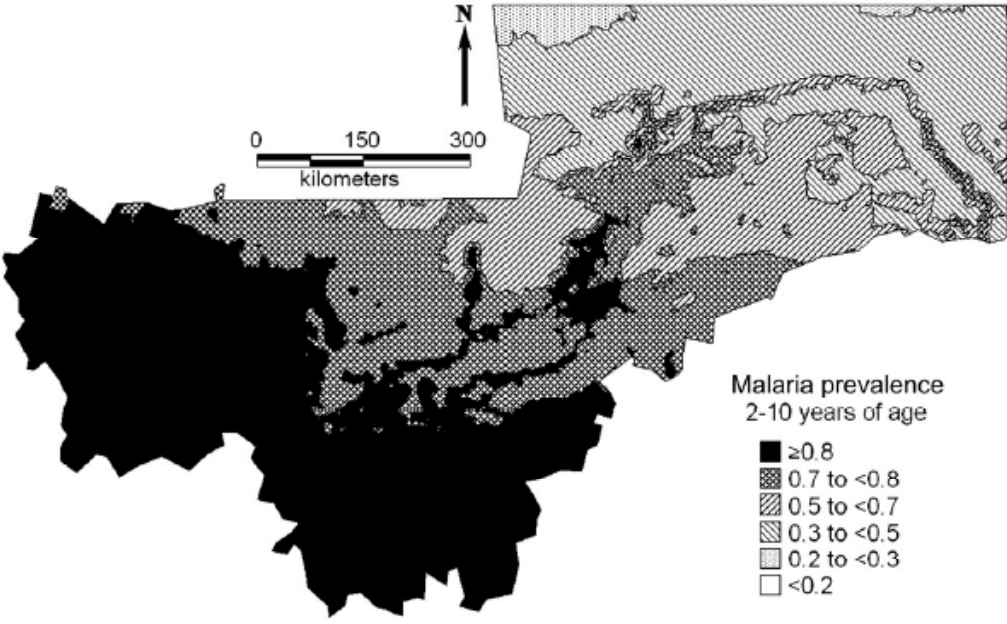 N
0 150 300
kilometers
Malaria prevalence
2-10 years of age
≥0.8
0.7 to <0.8
0.5 to <0.7
0.3 to <0.5
0.2 to <0.3
<0.2